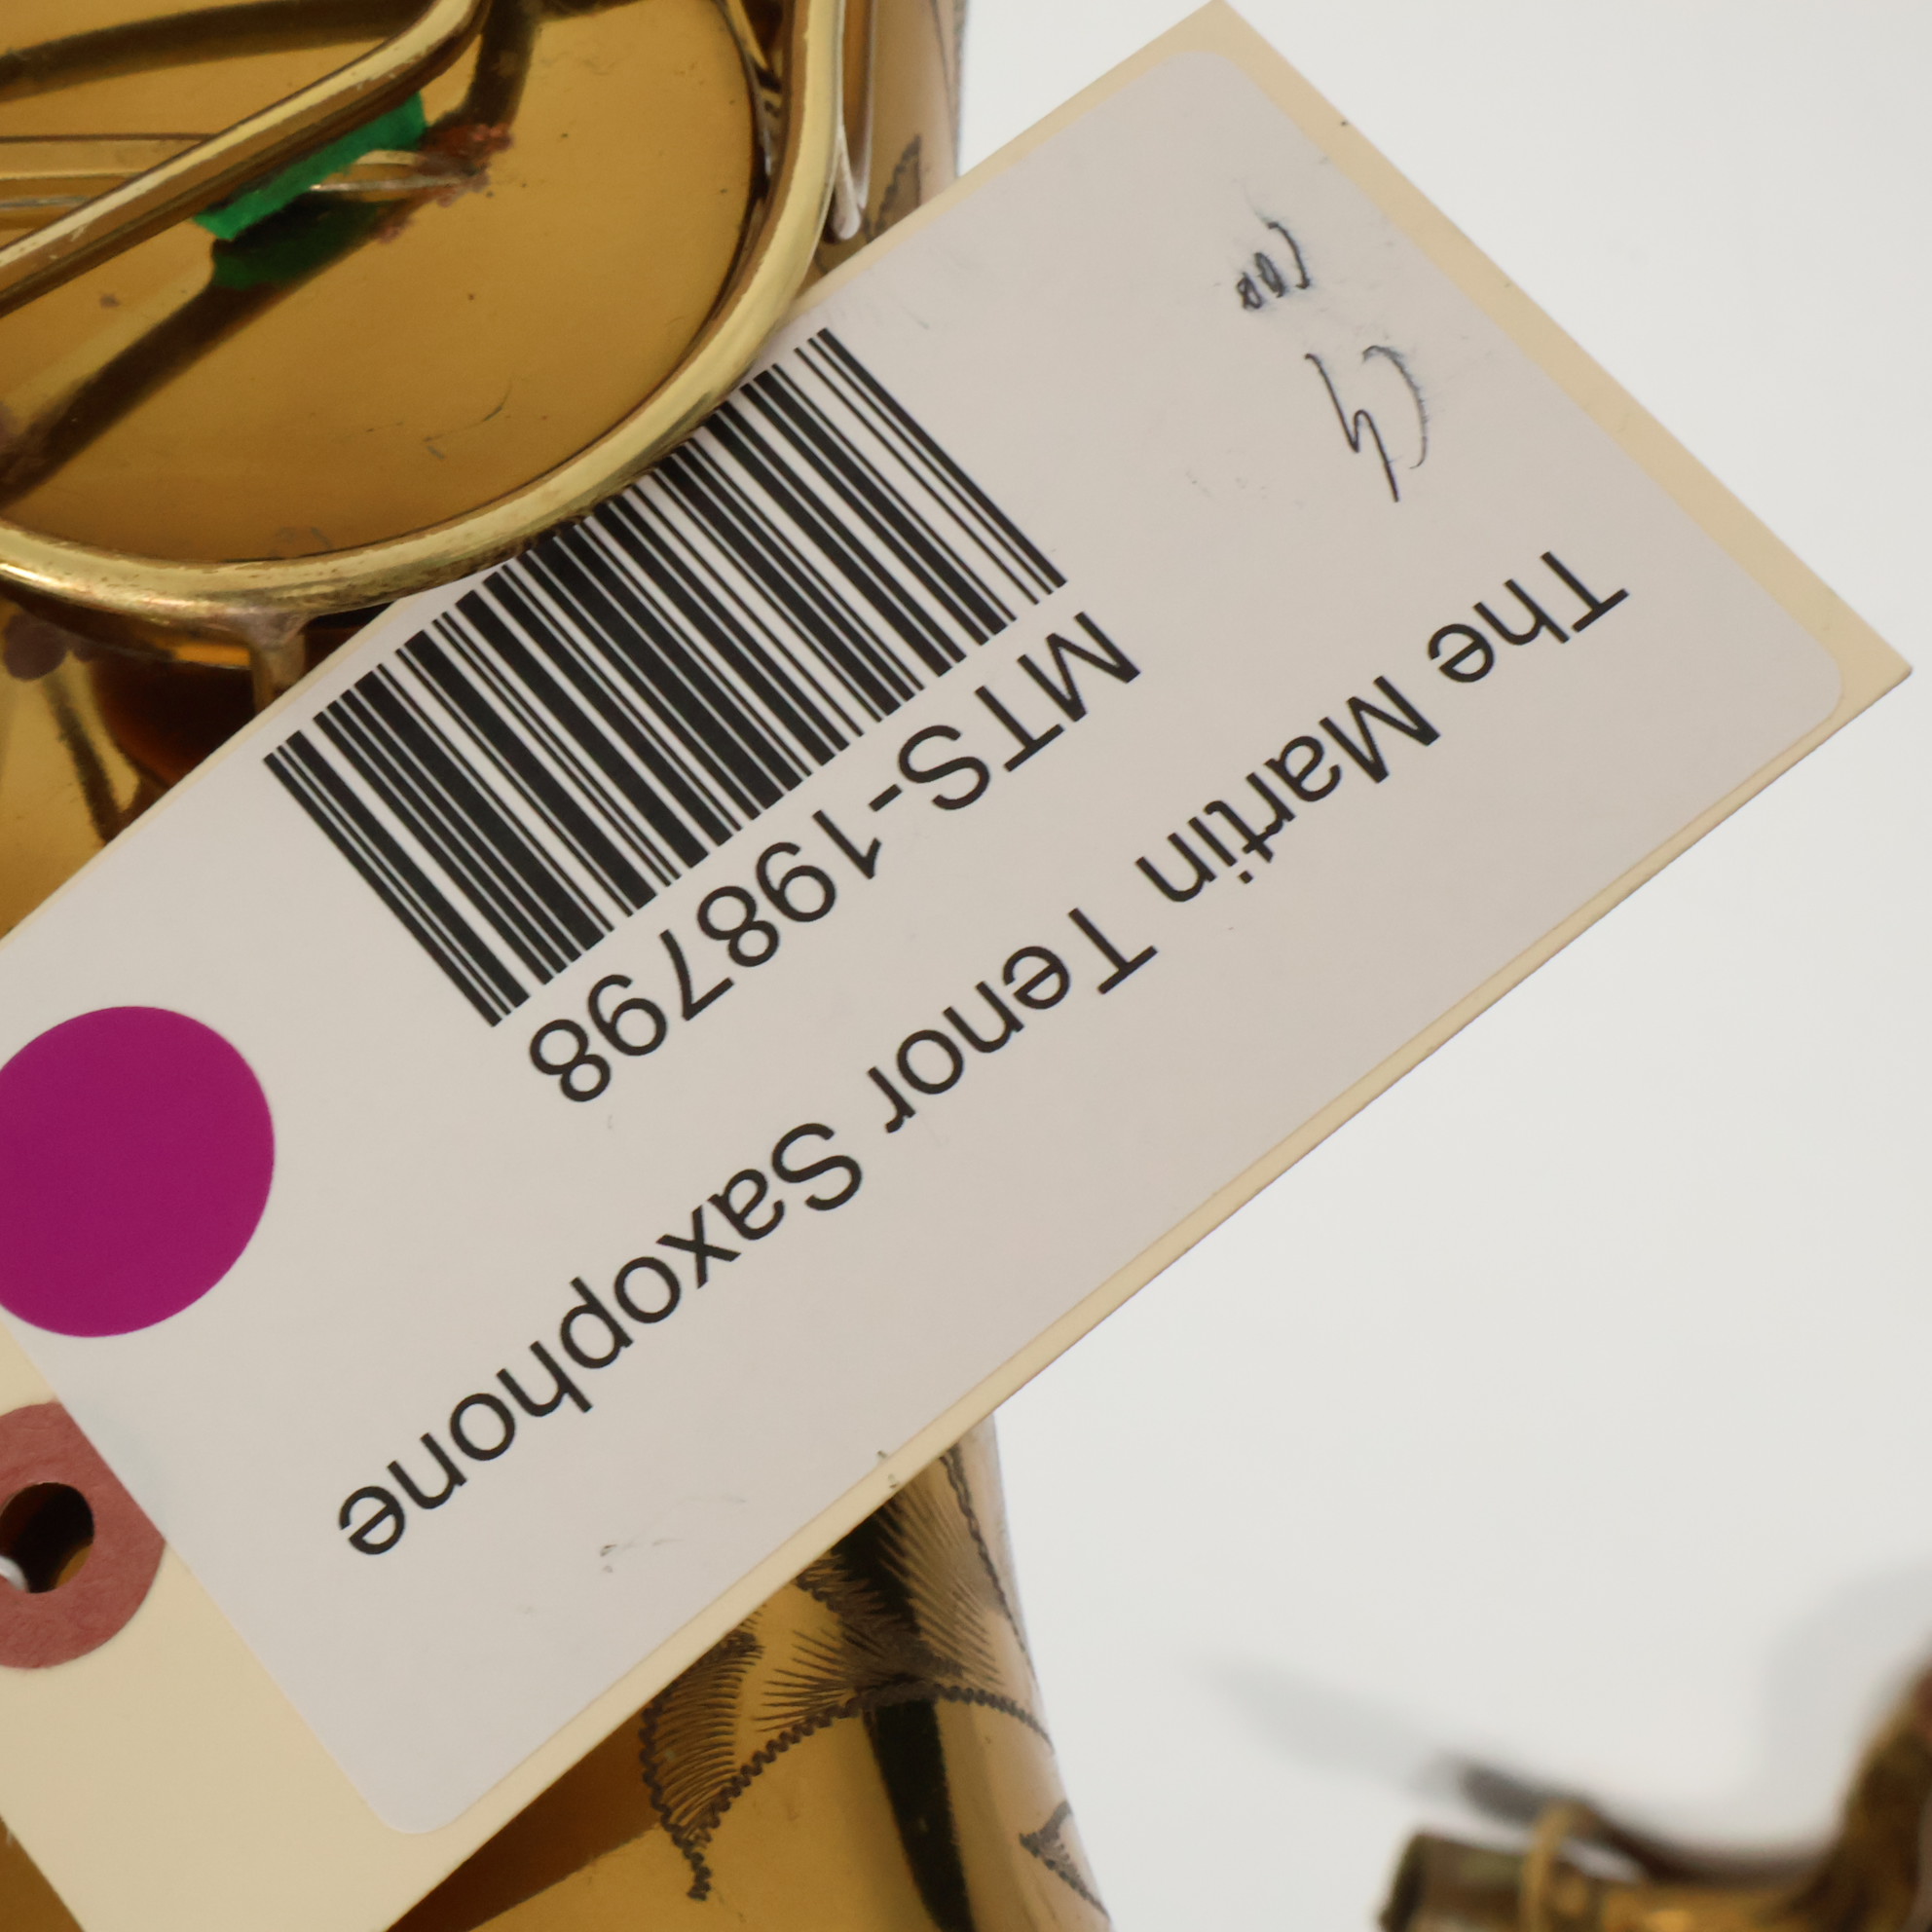 MTS-198798
The Martin Tenor Saxophone